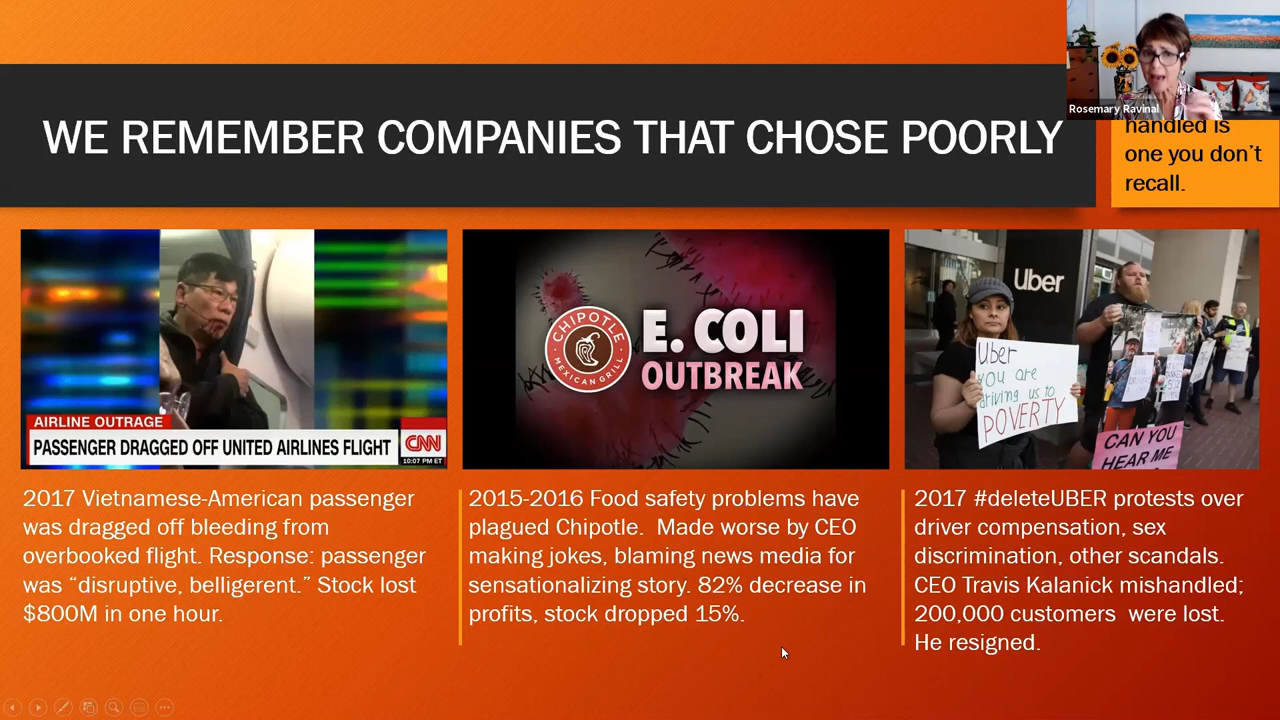 Rosemary Ravinal
WE REMEMBER COMPANIES THAT CHOSE POORLY
handled is
one you don't
recall.
AIRLINE OUTRAGE
PASSENGER DRAGGED OFF UNITED AIRLINES FLIGHT
CNN
10:07 PM ET
CHIPOTLE
MEXICAN GRILL
E. COLI
OUTBREAK
Uber
Uber
you are
driving us to
POVERTY
CAN YOU
HEAR ME
2017 Vietnamese-American passenger
was dragged off bleeding from
overbooked flight. Response: passenger
was “disruptive, belligerent.” Stock lost
$800M in one hour.
2015-2016 Food safety problems have
plagued Chipotle.  Made worse by CEO
making jokes, blaming news media for
sensationalizing story. 82% decrease in
profits, stock dropped 15%.
2017 #deleteUBER protests over
driver compensation, sex
discrimination, other scandals.
CEO Travis Kalanick mishandled;
200,000 customers  were lost.
He resigned.